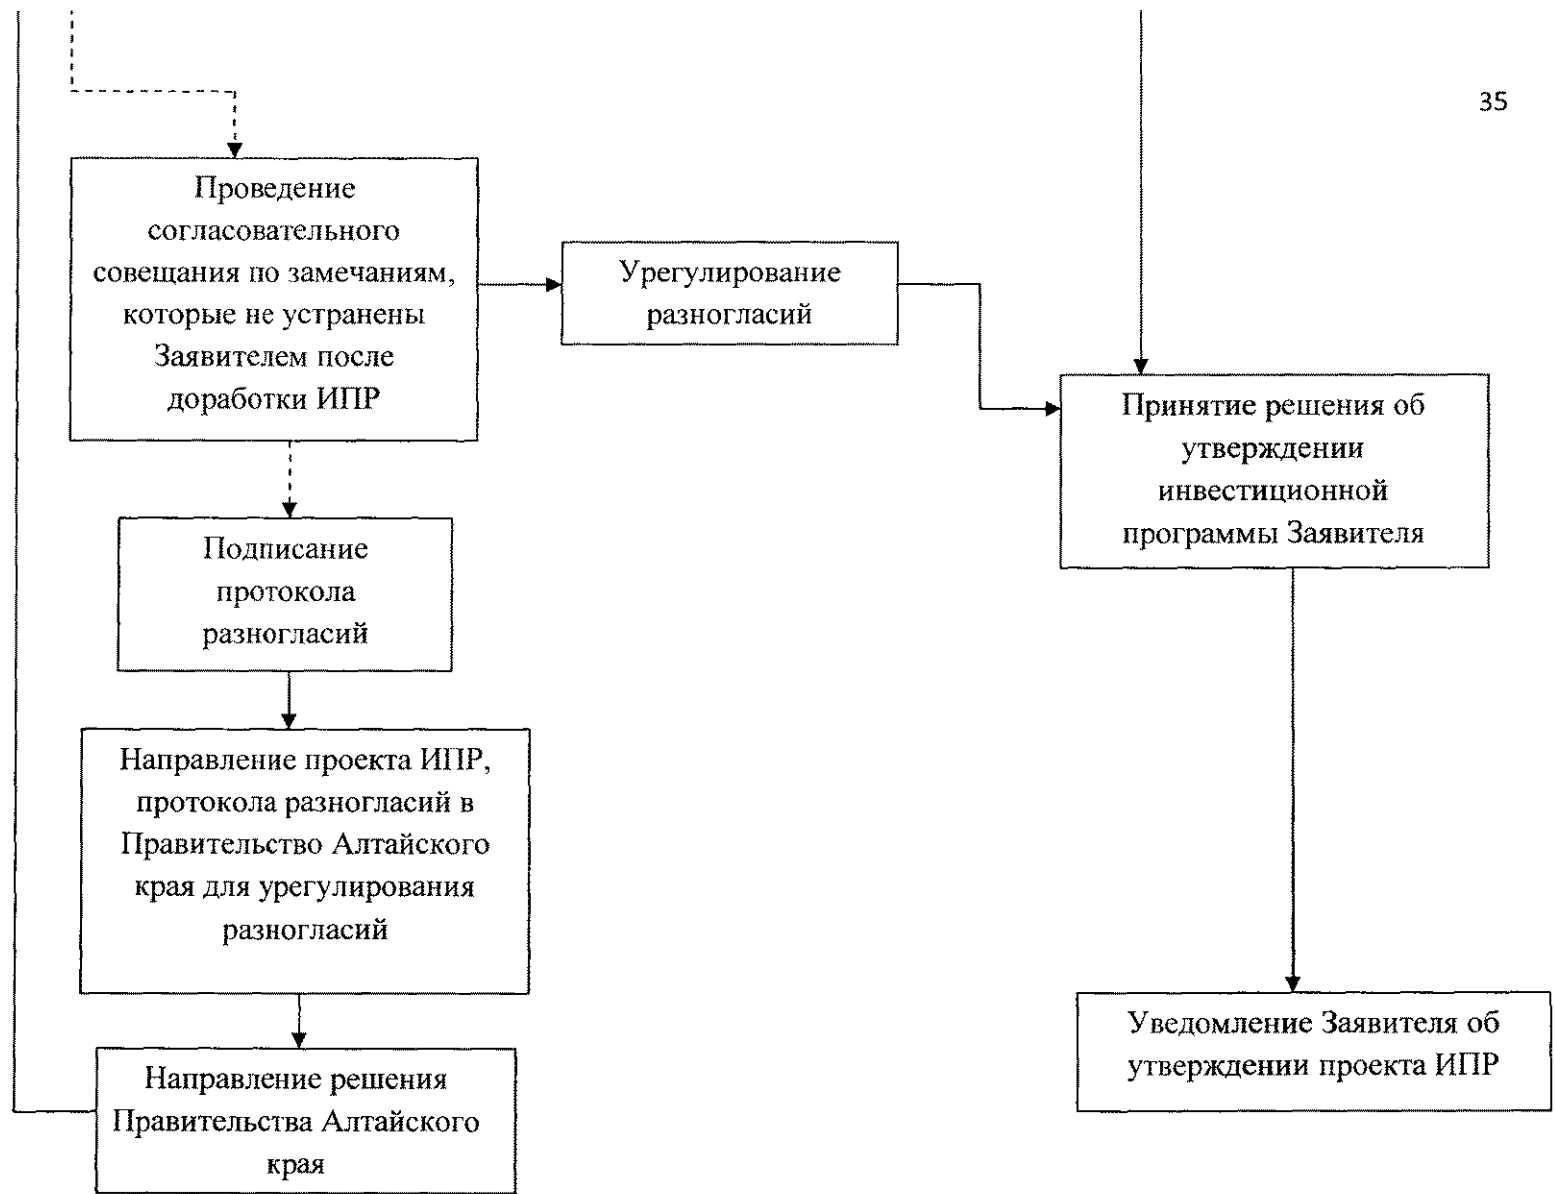 35
Проведение
согласовательного
совещания по замечаниям,
которые не устранены
Заявителем после
доработки ИПР
Урегулирование
разногласий
Принятие решения об
утверждении
инвестиционной
программы Заявителя
Подписание
протокола
разногласий
Направление проекта ИПР,
протокола разногласий в
Правительство Алтайского
края для урегулирования
разногласий
Уведомление Заявителя об
утверждении проекта ИПР
Направление решения
Правительства Алтайского
края